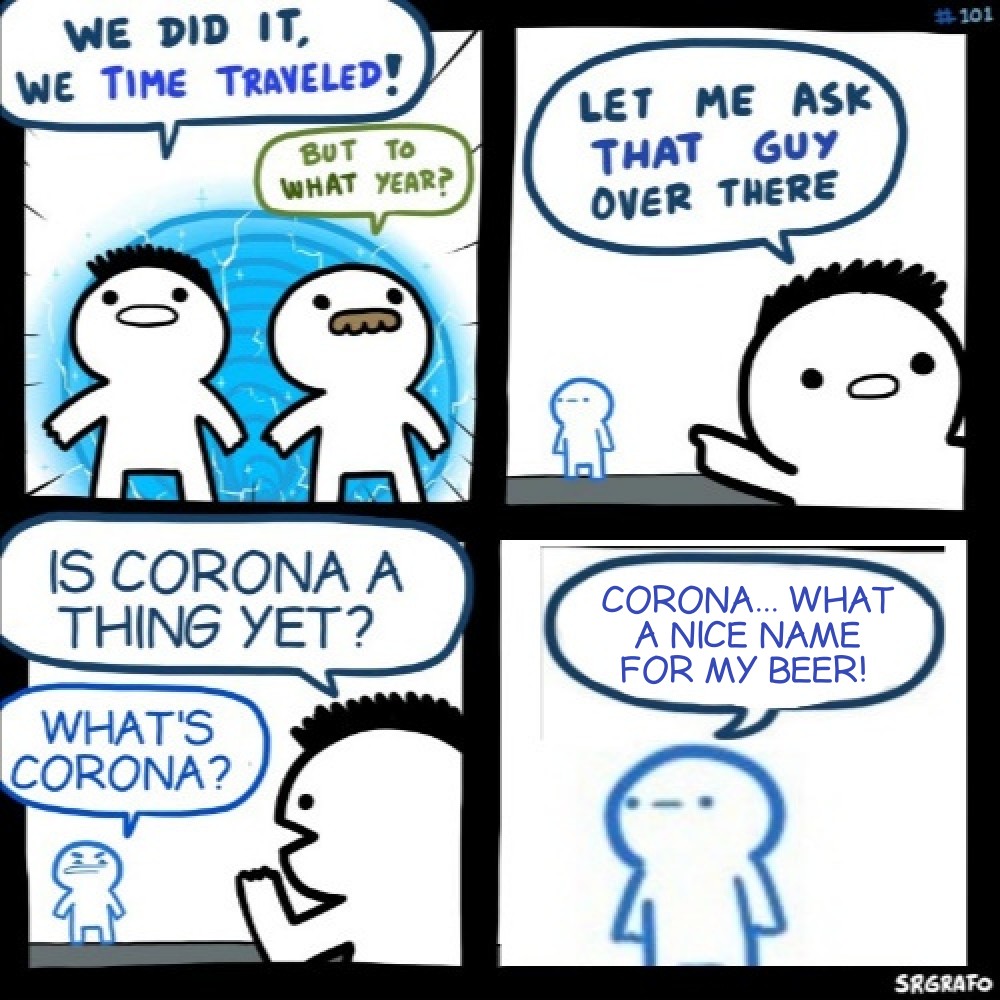 #101
WE DID IT,
WE TIME TRAVELED!
BUT TO
WHAT YEAR?
LET ME ASK
THAT GUY
OVER THERE
IS CORONA A
THING YET?
WHAT'S
CORONA?
CORONA... WHAT
A NICE NAME
FOR MY BEER!
SRGRAFO